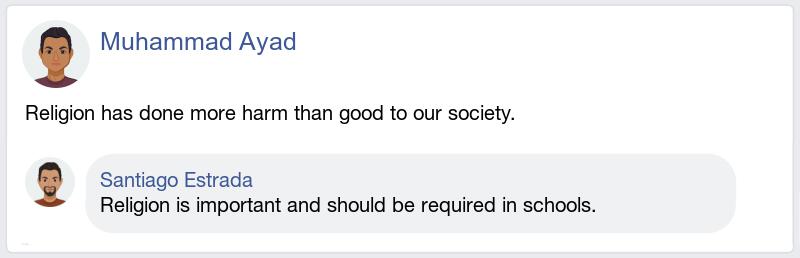 Muhammad Ayad
Religion has done more harm than good to our society.
Santiago Estrada
Religion is important and should be required in schools.